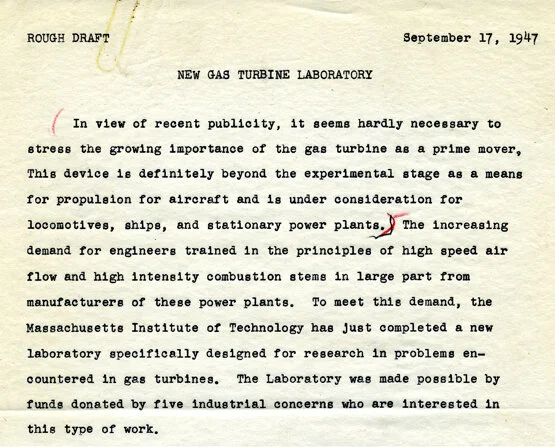 ROUGH DRAFT September 17, 1947
NEW GAS TURBINE LABORATORY
In view of recent publicity, it seems hardly necessary to
stress the growing importance of the gas turbine as a prime mover,
This device is definitely beyond the experimental stage as a means
for propulsion for aircraft and is under consideration for
locomotives, ships, and stationary power plants.) The increasing
demand for engineers trained in the principles of high speed air
flow and high intensity combustion stems in large part from
manufacturers of these power plants. To meet this demand, the
Massachusetts Institute of Technology has just completed a new
laboratory specifically designed for research in problems en-
countered in gas turbines. The Laboratory was made possible by
funds donated by five industrial concerns who are interested in
this type of work.